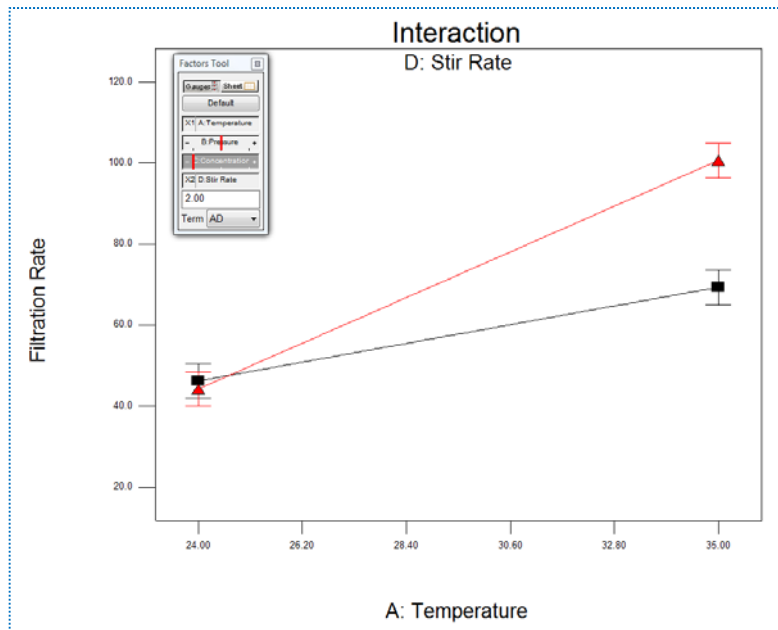 Interaction
D: Stir Rate
Factors Tool
Gauges Sheet
Default
X1 A:Temperature
- B:Pressure +
- C:Concentration +
X2 D:Stir Rate
2.00
Term AD
120.0
100.0
80.0
60.0
40.0
20.0
Filtration Rate
24.00 26.20 28.40 30.60 32.80 35.00
A: Temperature